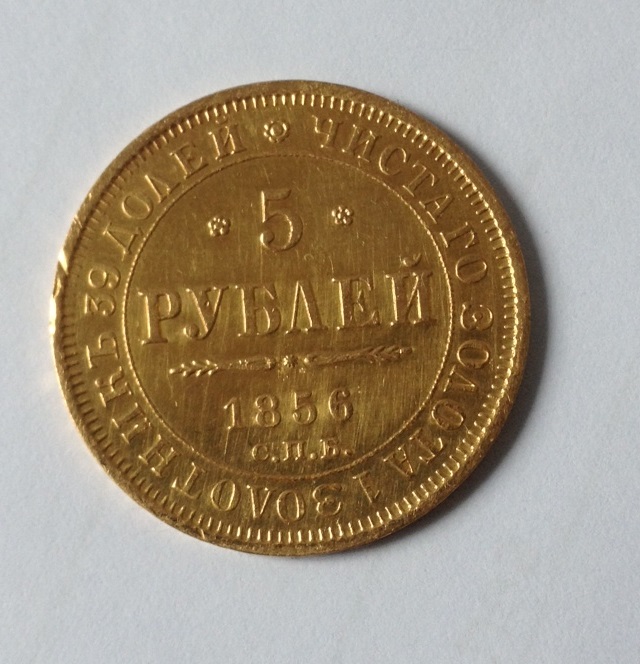 5
РУБЛЕЙ
1856
С.П.Б.
ЧИСТАГО ЗОЛОТА 1 ЗОЛОТНИКЪ 39 ДОЛЕЙ